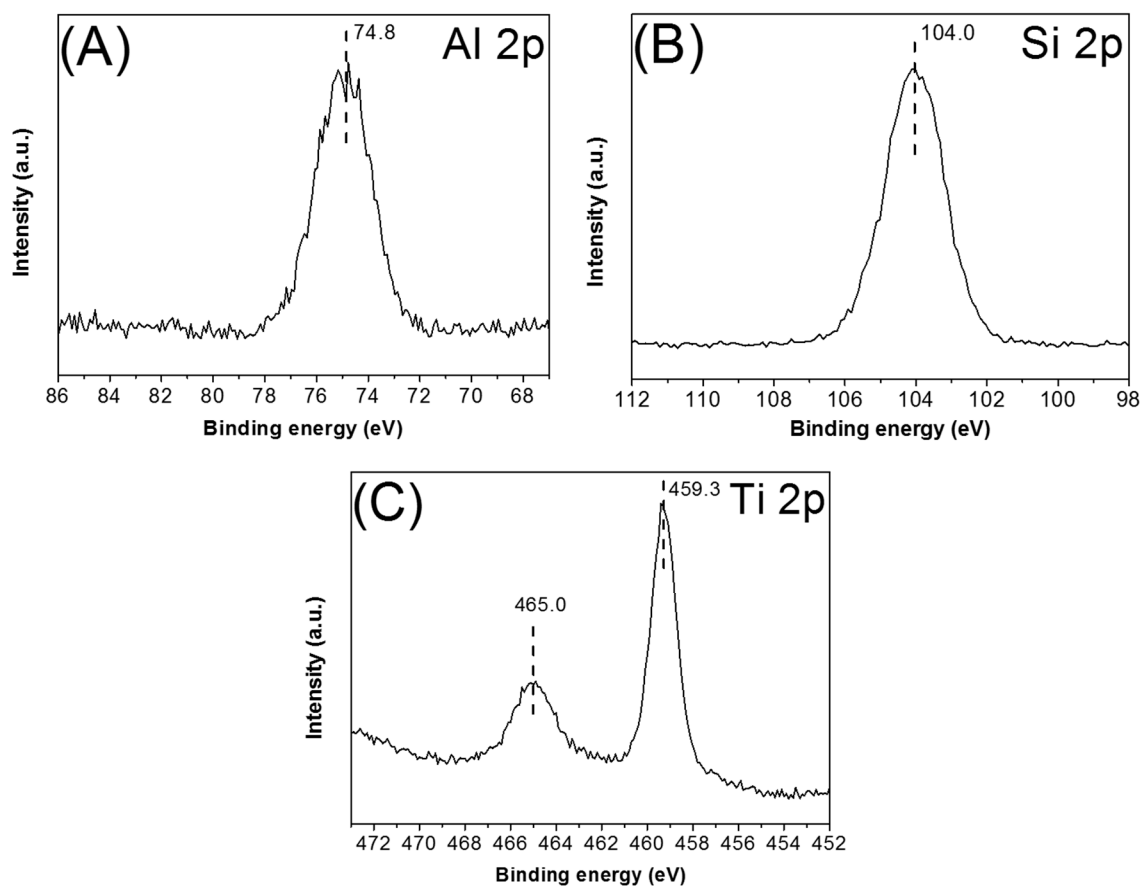 (A)
74.8
Al 2p
Intensity (a.u.)
86 84 82 80 78 76 74 72 70 68
Binding energy (eV)
(B)
104.0
Si 2p
Intensity (a.u.)
112 110 108 106 104 102 100 98
Binding energy (eV)
(C)
459.3
Ti 2p
465.0
Intensity (a.u.)
472 470 468 466 464 462 460 458 456 454 452
Binding energy (eV)